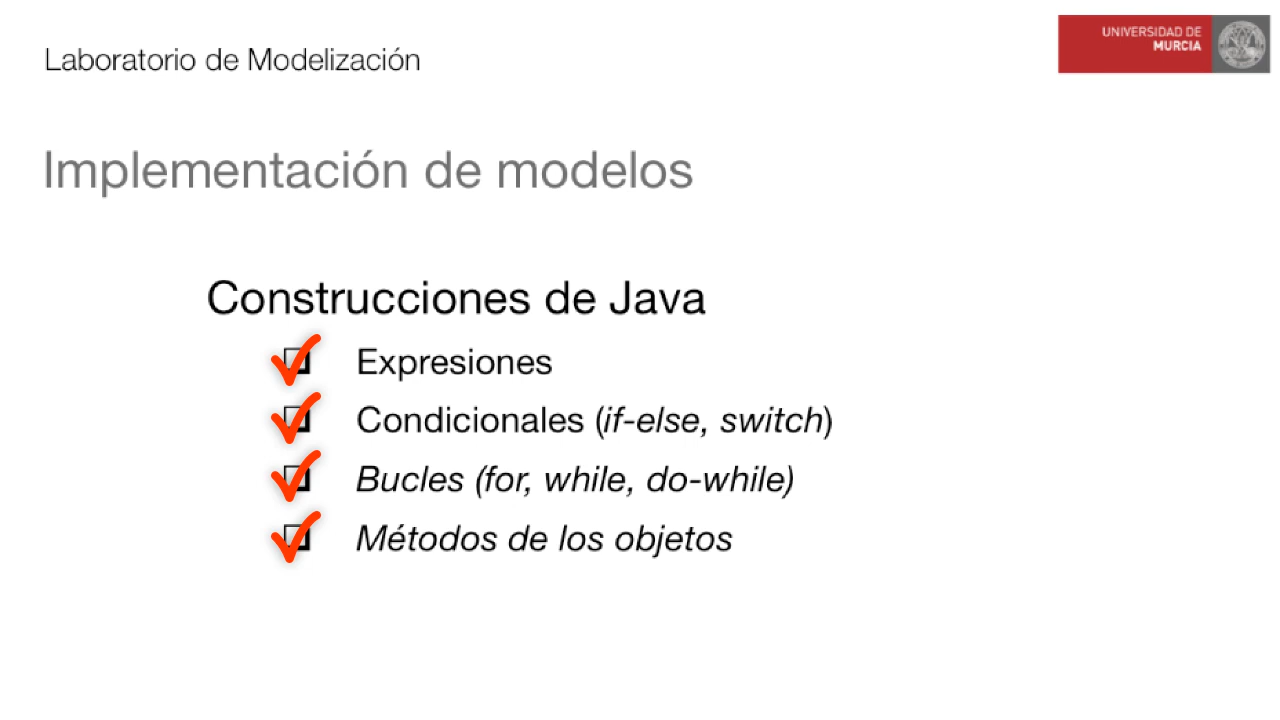 Laboratorio de Modelización
UNIVERSIDAD DE
MURCIA
Implementación de modelos
Construcciones de Java
Expresiones
Condicionales (if-else, switch)
Bucles (for, while, do-while)
Métodos de los objetos